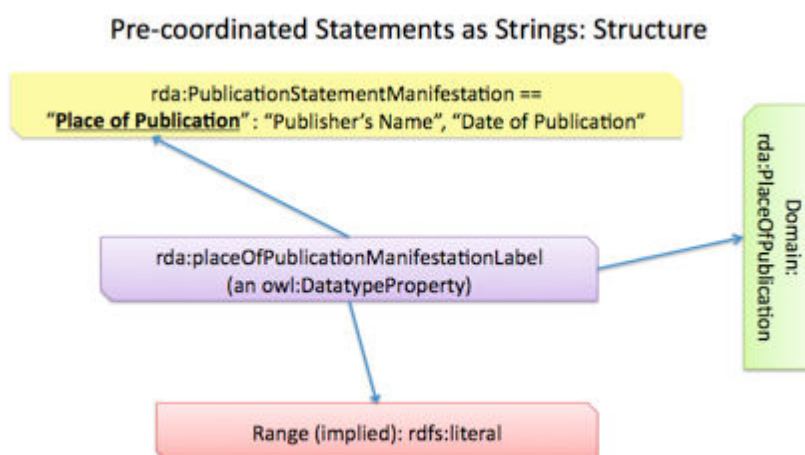 Pre-coordinated Statements as Strings: Structure
rda:PublicationStatementManifestation ==
“Place of Publication” : “Publisher’s Name”, “Date of Publication”
rda:placeOfPublicationManifestationLabel
(an owl:DatatypeProperty)
Domain:
rda:PlaceOfPublication
Range (implied): rdfs:literal